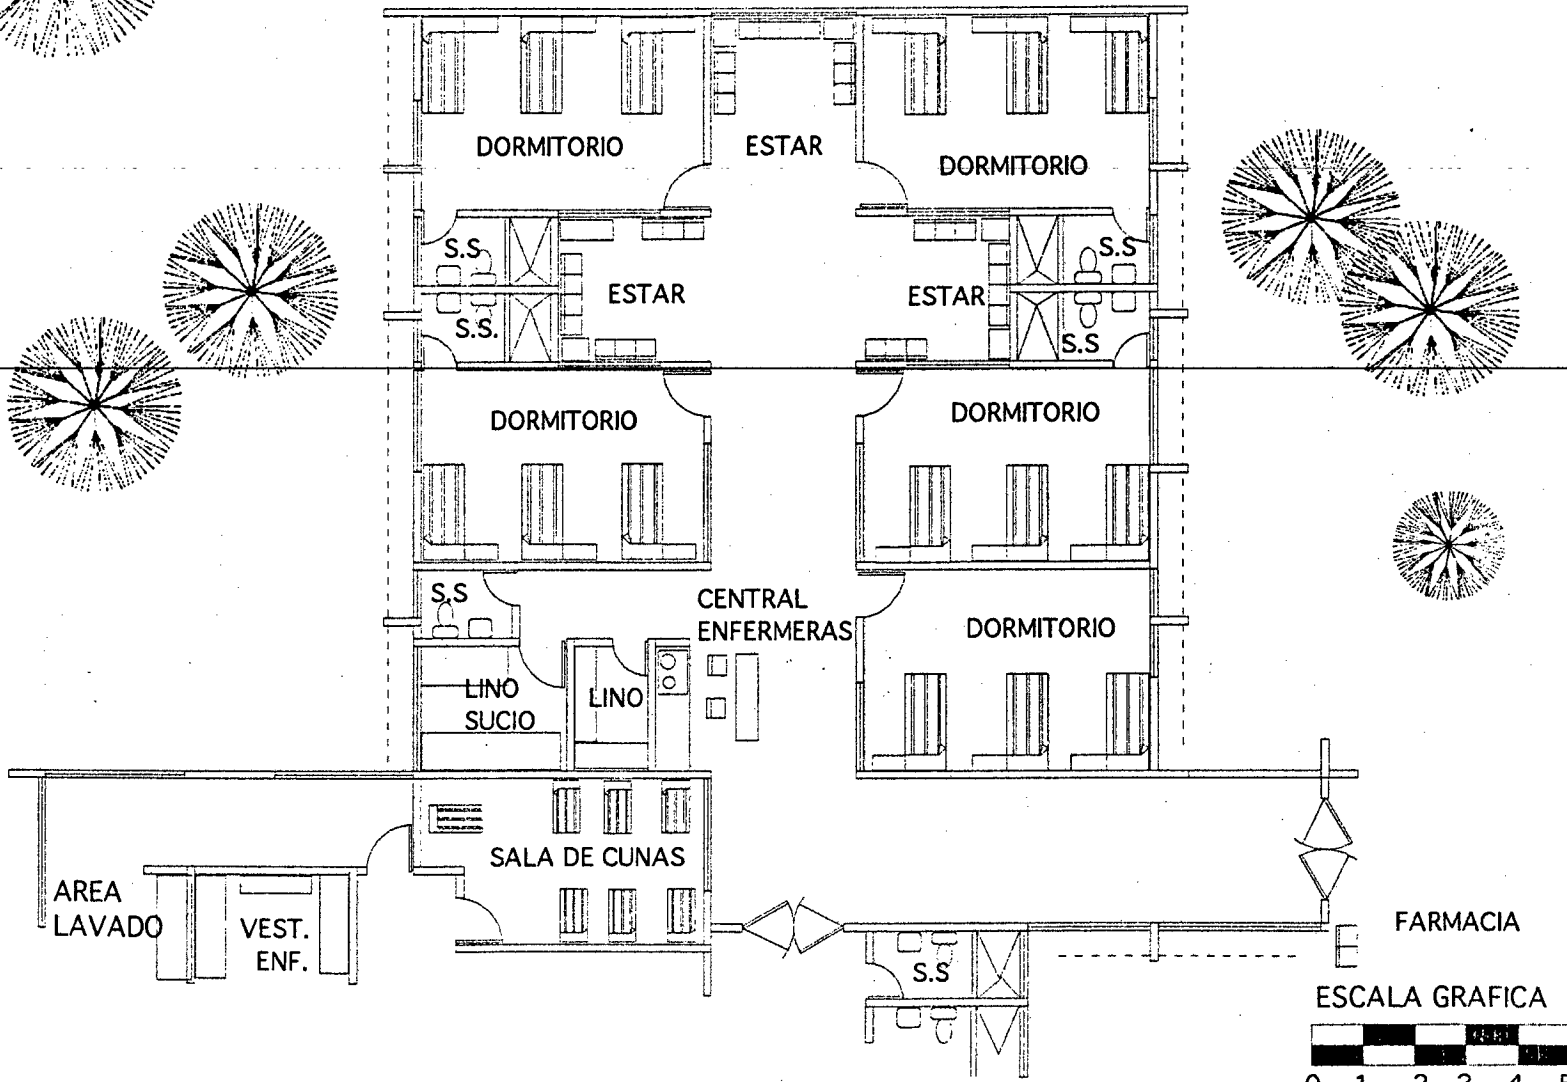 DORMITORIO
ESTAR
DORMITORIO
S.S
S.S
ESTAR
ESTAR
S.S.
S.S
DORMITORIO
DORMITORIO
S.S
CENTRAL
ENFERMERAS
DORMITORIO
LINO
SUCIO
LINO
SALA DE CUNAS
AREA
LAVADO
VEST.
ENF.
FARMACIA
S.S
ESCALA GRAFICA
0 1 2 3 4 5